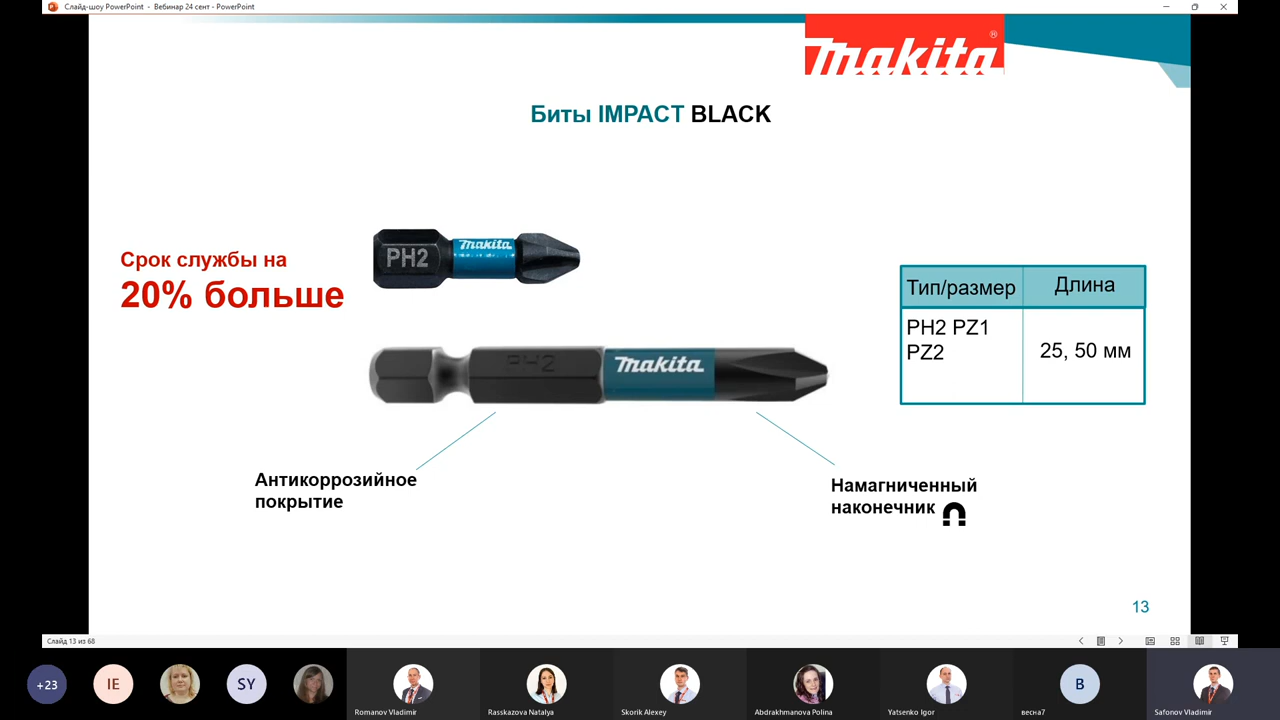 Слайд-шоу PowerPoint - Вебинар 24 сент - PowerPoint
makita®
Биты IMPACT BLACK
Срок службы на
20% больше
PH2
makita
PH2
makita
Тип/размер Длина
PH2 PZ1
PZ2
25, 50 мм
Антикоррозийное
покрытие
Намагниченный
наконечник
13
Слайд 13 из 68
+23
IE
SY
B
Romanov Vladimir
Rasskazova Natalya
Skorik Alexey
Abdrakhmanova Polina
Yatsenko Igor
весна7
Safonov Vladimir